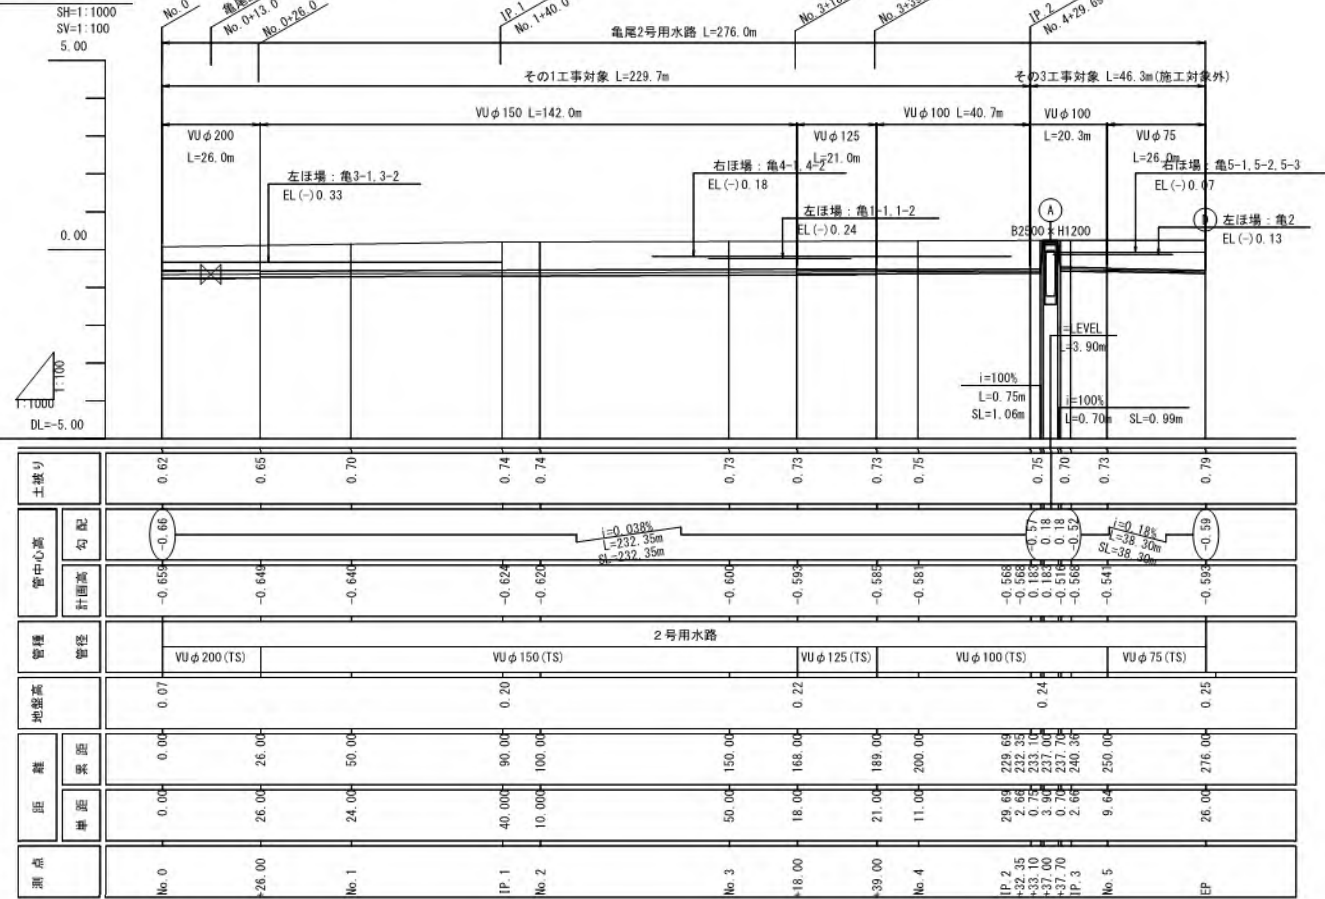 SH=1:1000
SV=1:100
5.00
No.0
No.0+13.0
No.0+26.0
IP.1
No.1+40.0
IP.2
亀尾2号用水路 L=276.0m
その1工事対象 L=229.7m
その3工事対象 L=46.3m(施工対象外)
VUφ200
L=26.0m
VUφ150 L=142.0m
VUφ125
L=21.0m
VUφ100 L=40.7m
VUφ100
L=20.3m
VUφ75
L=26.0m
左ほ場：亀3-1,3-2
EL(-)0.33
右ほ場：亀4-1,4-2
EL(-)0.18
左ほ場：亀1-1,1-2
EL(-)0.24
右ほ場：亀5-1,5-2,5-3
EL(-)0.07
左ほ場：亀2
EL(-)0.13
A
B2500×H1200
0.00
i=LEVEL
L=3.90m
i=100%
L=0.75m
SL=1.06m
i=100%
L=0.70m SL=0.99m
1:100
1:1000
DL=-5.00
土被り 0.62 0.65 0.70 0.74 0.74 0.73 0.73 0.73 0.75 0.75 0.70 0.73 0.79
管中心高
勾配 -0.66 i=0.038% L=232.35m SL=232.35m -0.57 0.18 0.18 -0.52 i=0.18% L=38.30m SL=38.30m -0.59
計画高 -0.659 -0.649 -0.640 -0.624 -0.620 -0.600 -0.593 -0.585 -0.581 -0.568 -0.568 0.183 0.183 -0.516 -0.568 -0.541 -0.593
管種 管径
2号用水路
VUφ200(TS) VUφ150(TS) VUφ125(TS) VUφ100(TS) VUφ75(TS)
地盤高 0.07 0.20 0.22 0.24 0.25
距離
累距 0.00 26.00 50.00 90.00 100.00 150.00 168.00 189.00 200.00 229.69 232.35 233.10 237.00 237.70 240.36 250.00 276.00
単距 0.00 26.00 24.00 40.000 10.000 50.00 18.00 21.00 11.00 29.69 2.66 0.75 3.90 0.70 2.66 9.64 26.00
測点 No.0 +26.00 No.1 IP.1 No.2 No.3 +18.00 +39.00 No.4 IP.2 +32.35 +33.10 +37.00 +37.70 IP.3 No.5 EP